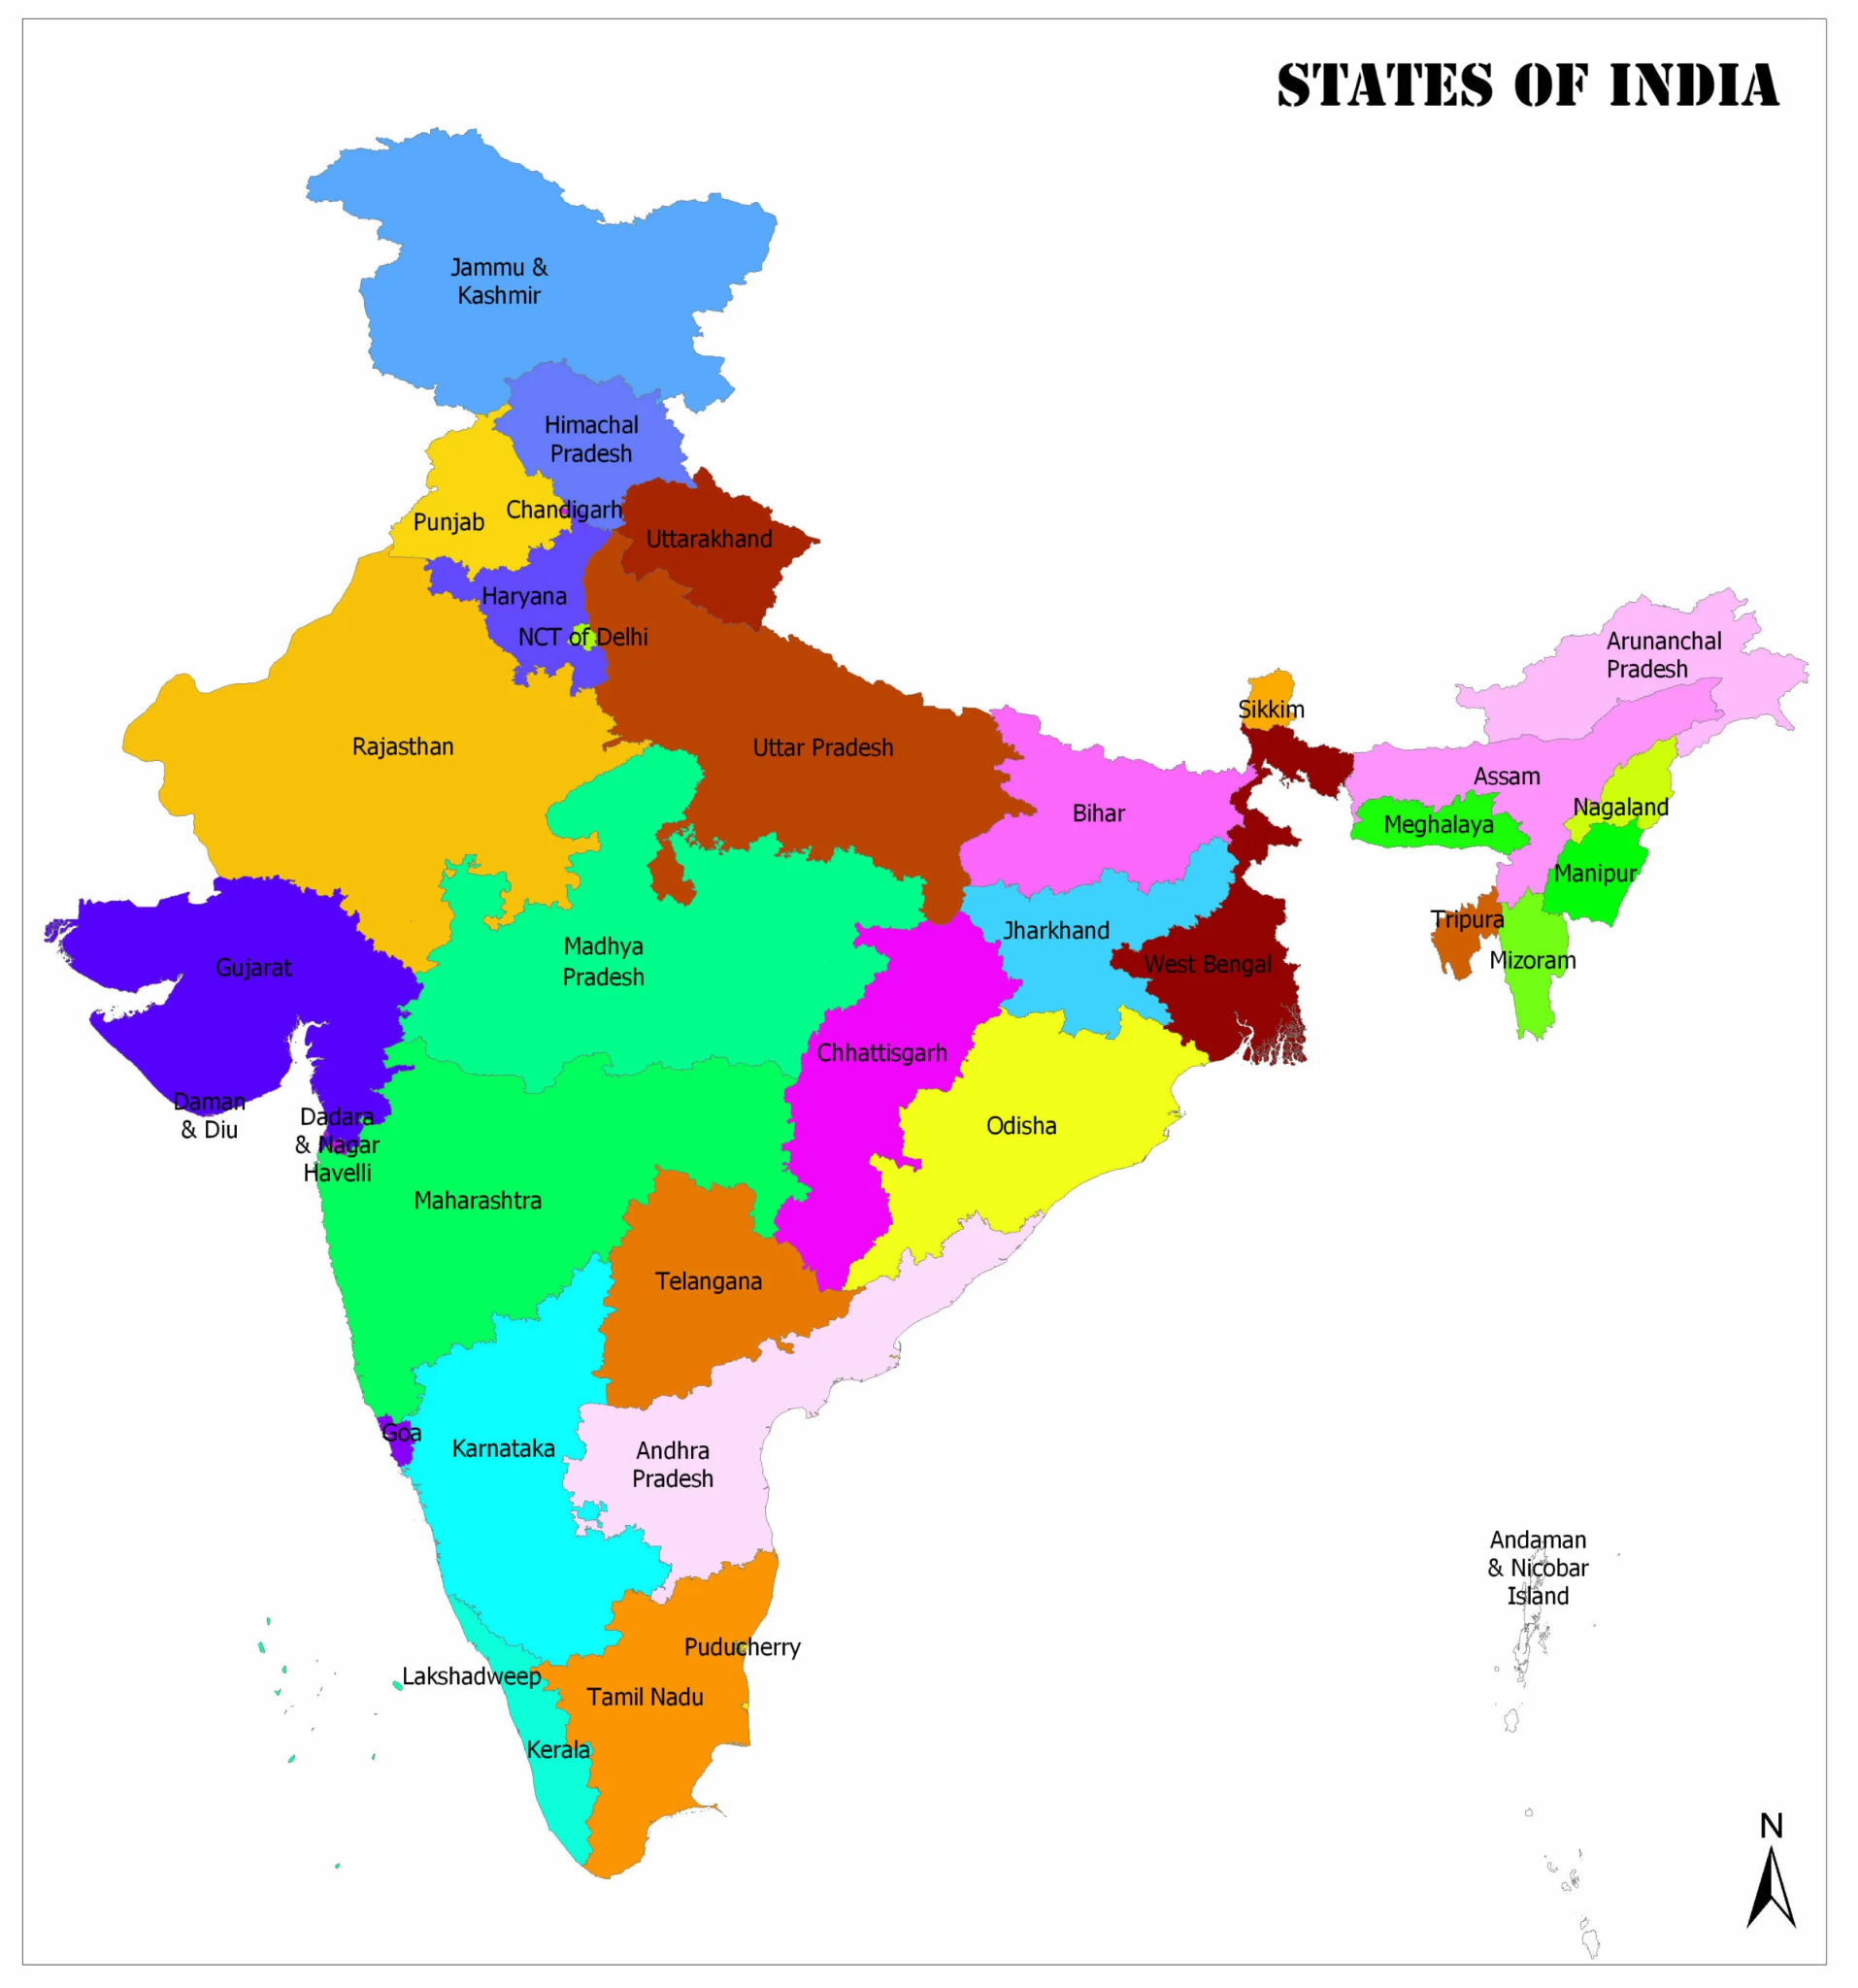 STATES OF INDIA
Jammu &
Kashmir
Himachal
Pradesh
Chandigarh
Punjab
Uttarakhand
Haryana
NCT of Delhi
Arunanchal
Pradesh
Sikkim
Rajasthan
Uttar Pradesh
Assam
Nagaland
Bihar
Meghalaya
Manipur
Tripura
Jharkhand
Madhya
Pradesh
Mizoram
West Bengal
Gujarat
Chhattisgarh
Daman
& Diu
Dadara
& Nagar
Havelli
Odisha
Maharashtra
Telangana
Goa
Karnataka
Andhra
Pradesh
Andaman
& Nicobar
Island
Puducherry
Lakshadweep
Tamil Nadu
Kerala
N